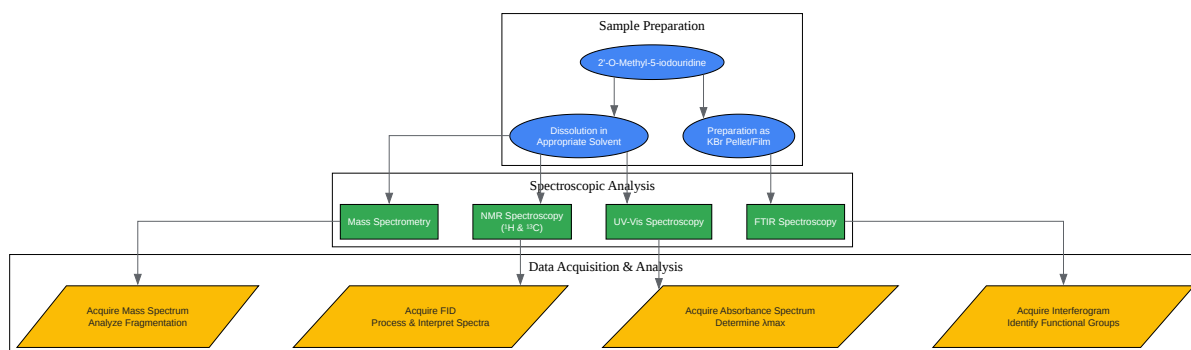 Sample Preparation
2'-O-Methyl-5-iodouridine
Dissolution in
Appropriate Solvent
Preparation as
KBr Pellet/Film
Spectroscopic Analysis
Mass Spectrometry
NMR Spectroscopy
(¹H & ¹³C)
UV-Vis Spectroscopy
FTIR Spectroscopy
Data Acquisition & Analysis
Acquire Mass Spectrum
Analyze Fragmentation
Acquire FID
Process & Interpret Spectra
Acquire Absorbance Spectrum
Determine λmax
Acquire Interferogram
Identify Functional Groups